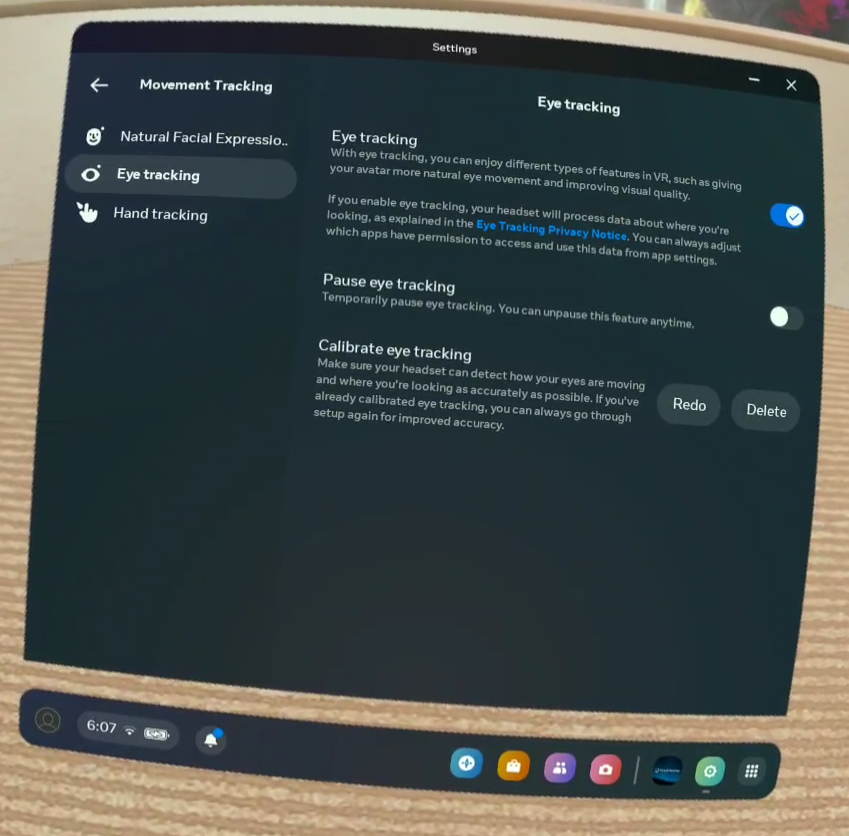 Settings
Movement Tracking
Natural Facial Expressio..
Eye tracking
Hand tracking
Eye tracking
Eye tracking
With eye tracking, you can enjoy different types of features in VR, such as giving
your avatar more natural eye movement and improving visual quality.
If you enable eye tracking, your headset will process data about where you're
looking, as explained in the Eye Tracking Privacy Notice. You can always adjust
which apps have permission to access and use this data from app settings.
Pause eye tracking
Temporarily pause eye tracking. You can unpause this feature anytime.
Calibrate eye tracking
Make sure your headset can detect how your eyes are moving
and where you're looking as accurately as possible. If you've
already calibrated eye tracking, you can always go through
setup again for improved accuracy.
Redo
Delete
6:07